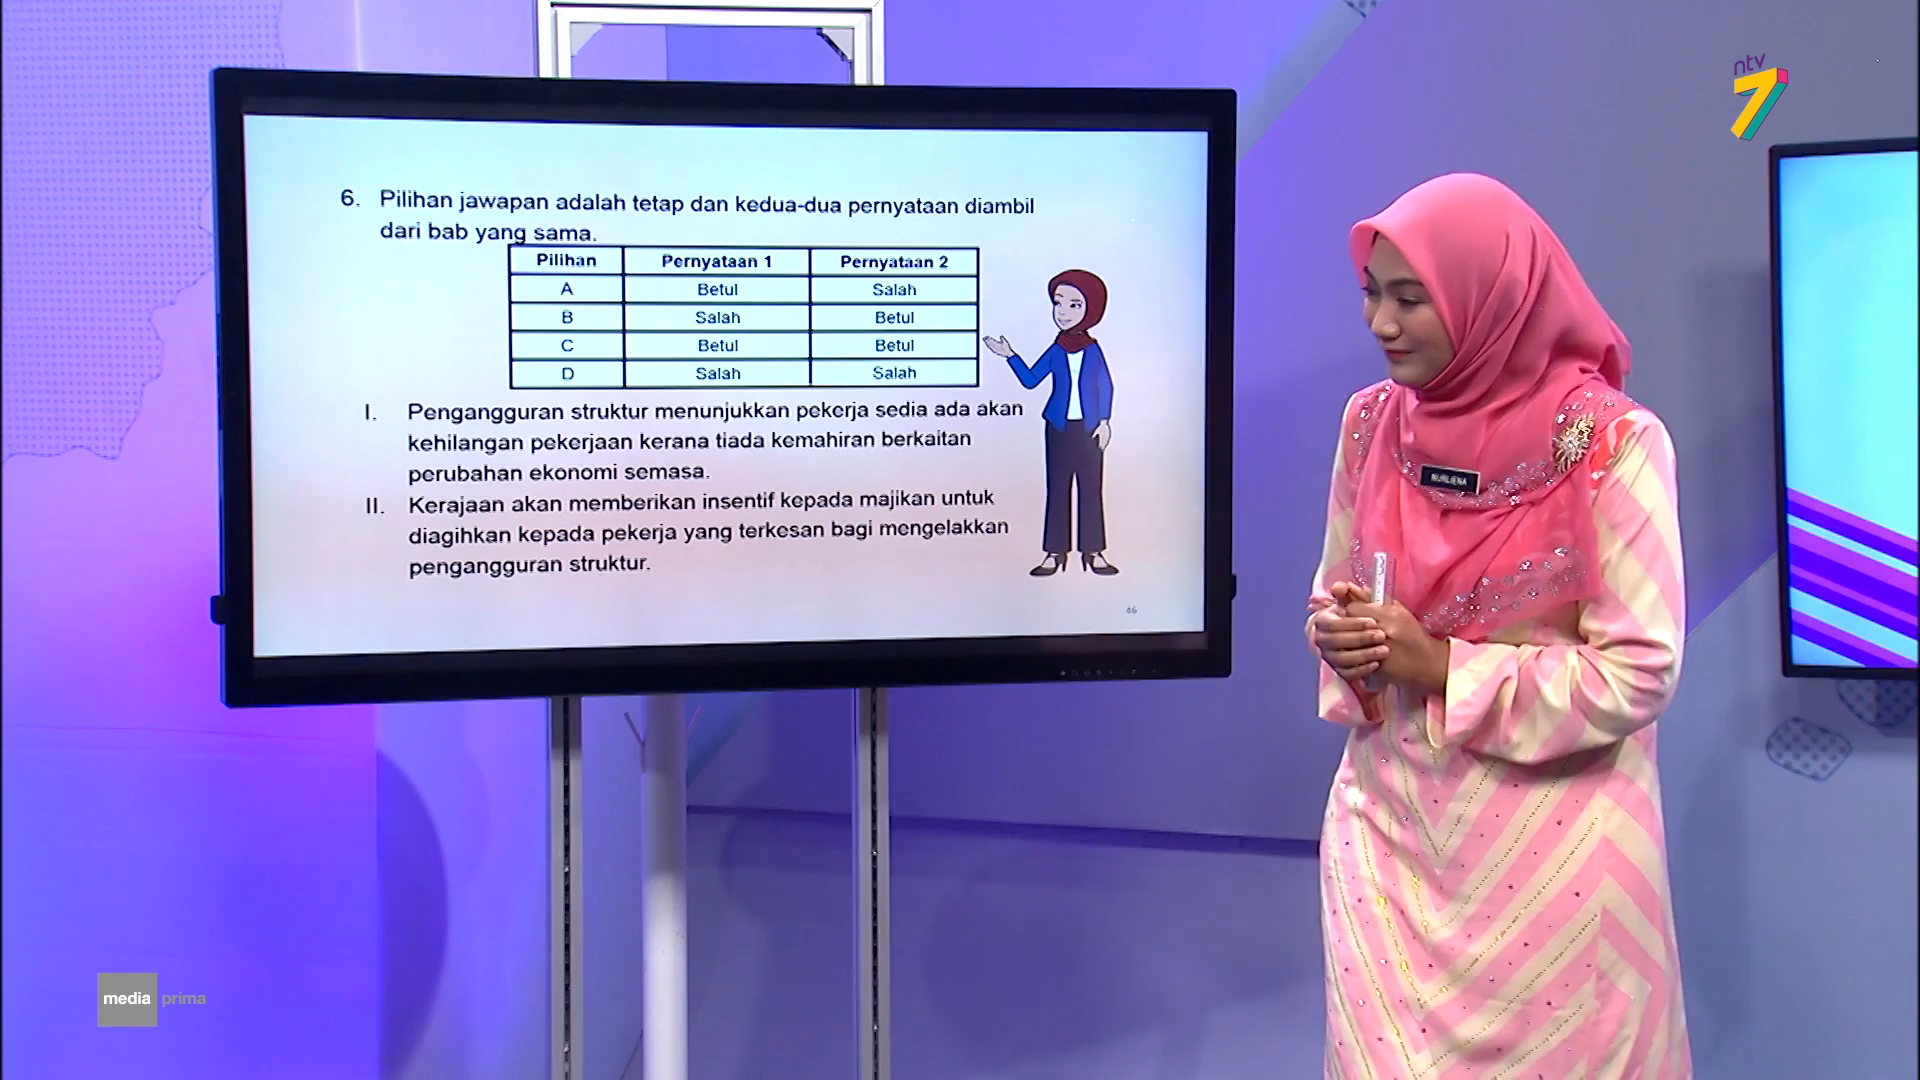 ntv
7
6. Pilihan jawapan adalah tetap dan kedua-dua pernyataan diambil
dari bab yang sama.
Pilihan Pernyataan 1 Pernyataan 2
A Betul Salah
B Salah Betul
C Betul Betul
D Salah Salah
I. Pengangguran struktur menunjukkan pekerja sedia ada akan
kehilangan pekerjaan kerana tiada kemahiran berkaitan
perubahan ekonomi semasa.
II. Kerajaan akan memberikan insentif kepada majikan untuk
diagihkan kepada pekerja yang terkesan bagi mengelakkan
pengangguran struktur.
46
NURLIENA
media prima